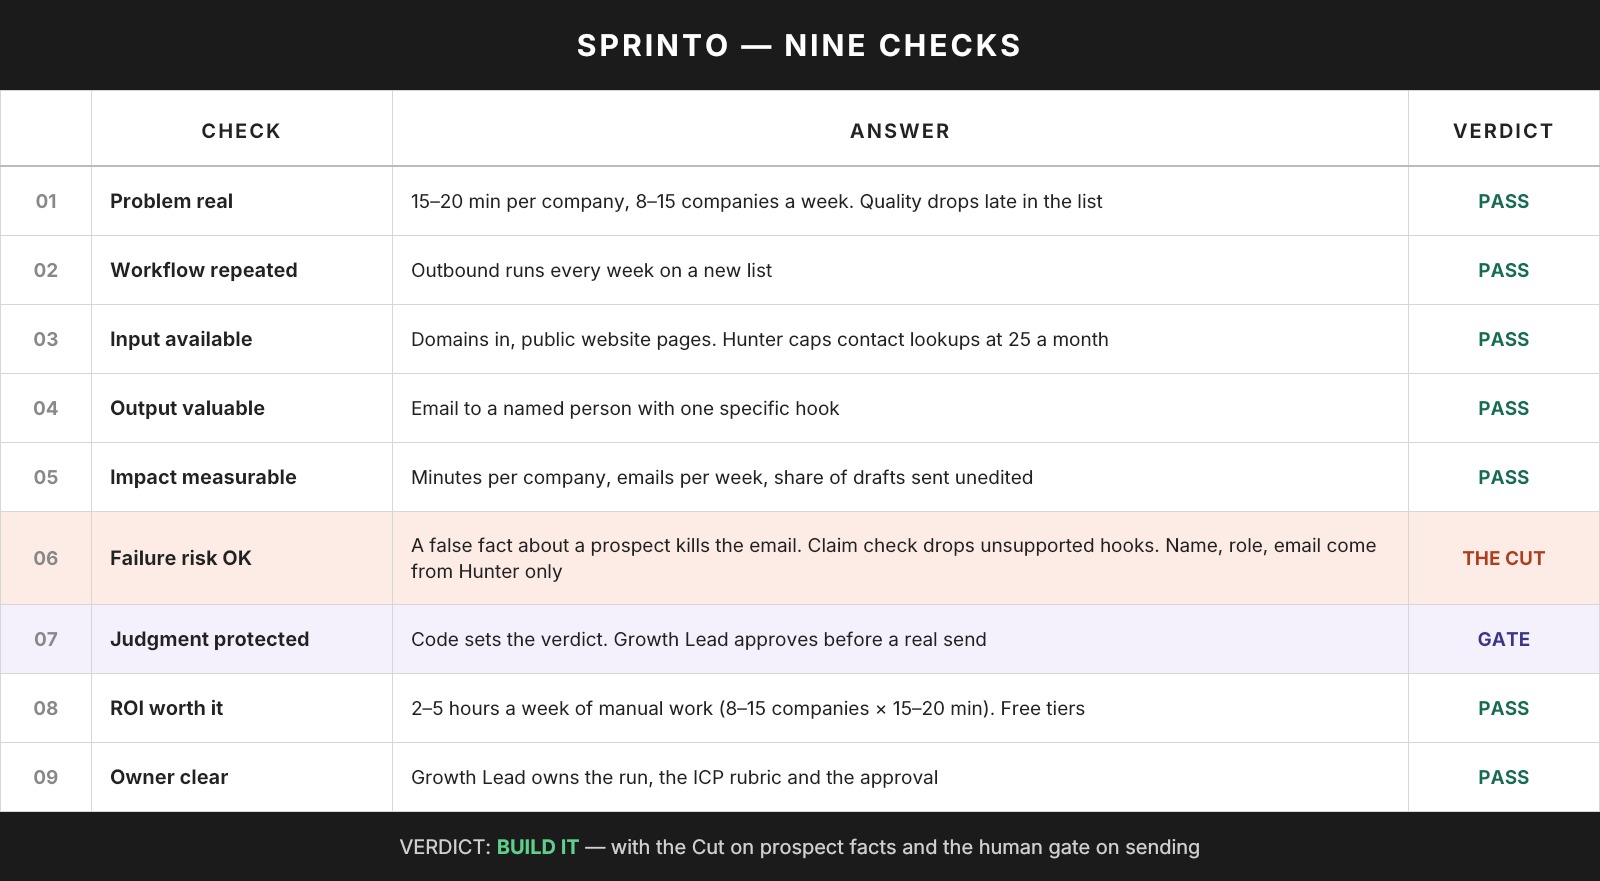 SPRINTO — NINE CHECKS
CHECK ANSWER VERDICT
01 Problem real 15–20 min per company, 8–15 companies a week. Quality drops late in the list PASS
02 Workflow repeated Outbound runs every week on a new list PASS
03 Input available Domains in, public website pages. Hunter caps contact lookups at 25 a month PASS
04 Output valuable Email to a named person with one specific hook PASS
05 Impact measurable Minutes per company, emails per week, share of drafts sent unedited PASS
06 Failure risk OK A false fact about a prospect kills the email. Claim check drops unsupported hooks. Name, role, email come
from Hunter only THE CUT
07 Judgment protected Code sets the verdict. Growth Lead approves before a real send GATE
08 ROI worth it 2–5 hours a week of manual work (8–15 companies × 15–20 min). Free tiers PASS
09 Owner clear Growth Lead owns the run, the ICP rubric and the approval PASS
VERDICT: BUILD IT — with the Cut on prospect facts and the human gate on sending